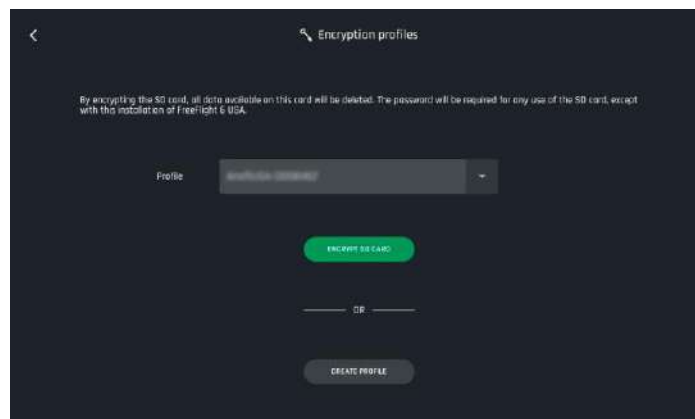 Encryption profiles
By encrypting the SD card, all data available on this card will be deleted. The password will be required for any use of the SD card, except
with this installation of FreeFlight 6 USA.
Profile
ENCRYPT SD CARD
OR
CREATE PROFILE